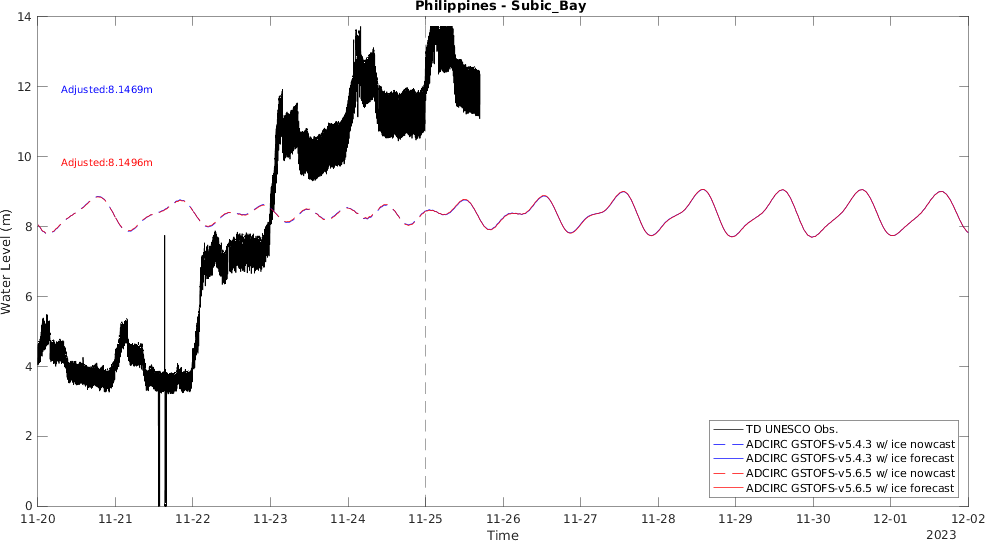 Philippines - Subic_Bay
14
12
10
8
6
4
2
0
Water Level (m)
Adjusted:8.1469m
Adjusted:8.1496m
TD UNESCO Obs.
ADCIRC GSTOFS-v5.4.3 w/ ice nowcast
ADCIRC GSTOFS-v5.4.3 w/ ice forecast
ADCIRC GSTOFS-v5.6.5 w/ ice nowcast
ADCIRC GSTOFS-v5.6.5 w/ ice forecast
11-20 11-21 11-22 11-23 11-24 11-25 11-26 11-27 11-28 11-29 11-30 12-01 12-02
Time
2023